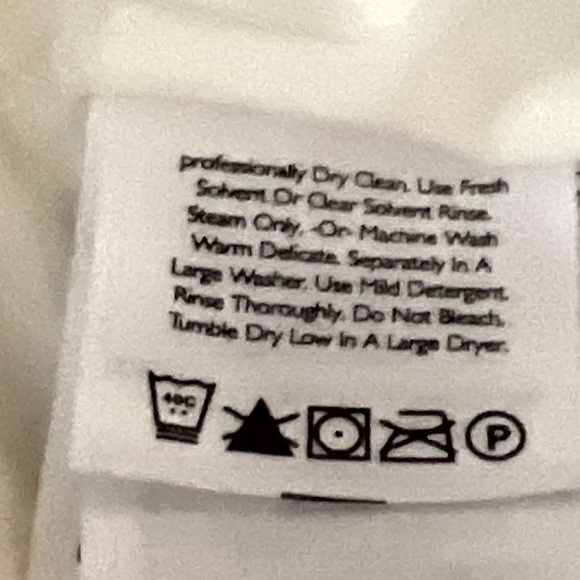 professionally Dry Clean. Use Fresh
Solvent Or Clear Solvent Rinse.
Steam Only. -Or- Machine Wash
Warm Delicate. Separately In A
Large Washer. Use Mild Detergent.
Rinse Thoroughly. Do Not Bleach.
Tumble Dry Low In A Large Dryer.
40C
P